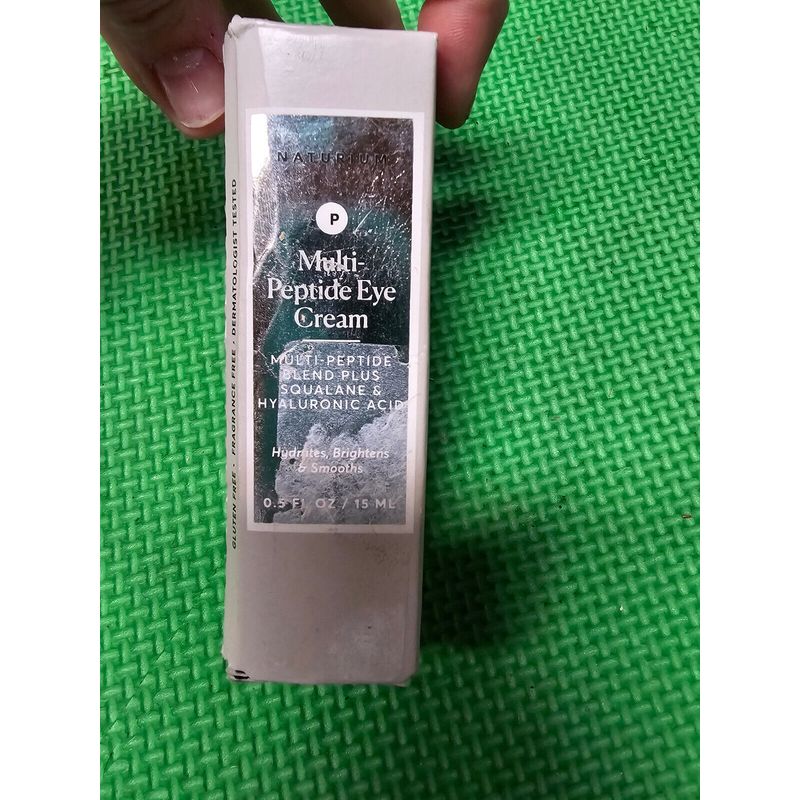 NATURIUM
P
Multi-
Peptide Eye
Cream
MULTI-PEPTIDE
BLEND PLUS
SQUALANE &
HYALURONIC ACID
Hydrates, Brightens
& Smooths
0.5 FL OZ / 15 ML
GLUTEN FREE · FRAGRANCE FREE · DERMATOLOGIST TESTED